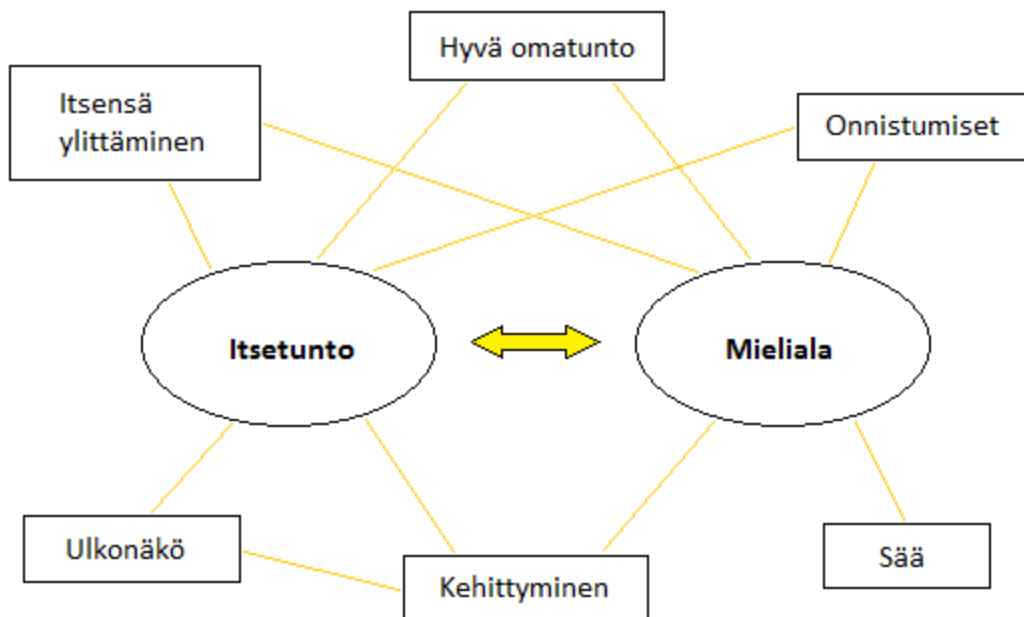 Hyvä omatunto
Itsensä
ylittäminen
Onnistumiset
Itsetunto
Mieliala
Ulkonäkö
Kehittyminen
Sää